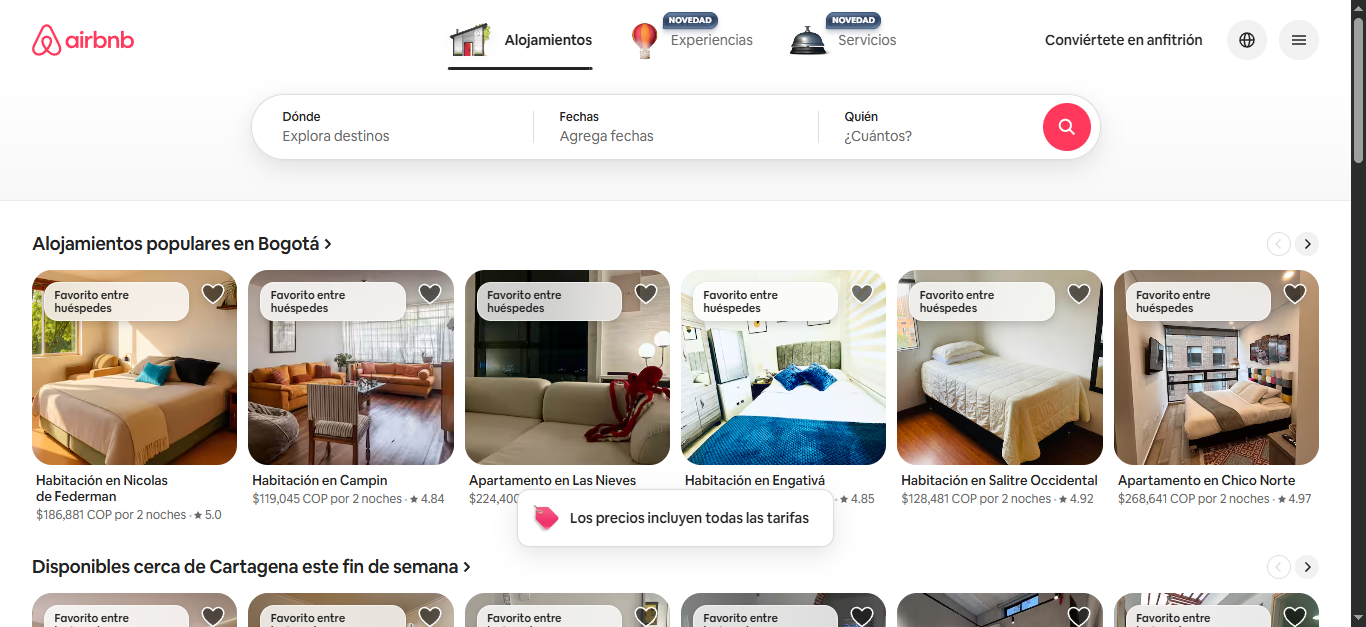 airbnb
Alojamientos
NOVEDAD
Experiencias
NOVEDAD
Servicios
Conviértete en anfitrión
Dónde
Explora destinos
Fechas
Agrega fechas
Quién
¿Cuántos?
Alojamientos populares en Bogotá
Favorito entre
huéspedes
Favorito entre
huéspedes
Favorito entre
huéspedes
Favorito entre
huéspedes
Favorito entre
huéspedes
Favorito entre
huéspedes
Habitación en Nicolas
de Federman
$186,881 COP por 2 noches · ★ 5.0
Habitación en Campin
$119,045 COP por 2 noches · ★ 4.84
Apartamento en Las Nieves
Habitación en Engativá
★ 4.85
Habitación en Salitre Occidental
$128,481 COP por 2 noches · ★ 4.92
Apartamento en Chico Norte
$268,641 COP por 2 noches · ★ 4.97
Los precios incluyen todas las tarifas
Disponibles cerca de Cartagena este fin de semana
Favorito entre
Favorito entre
Favorito entre
Favorito entre
Favorito entre